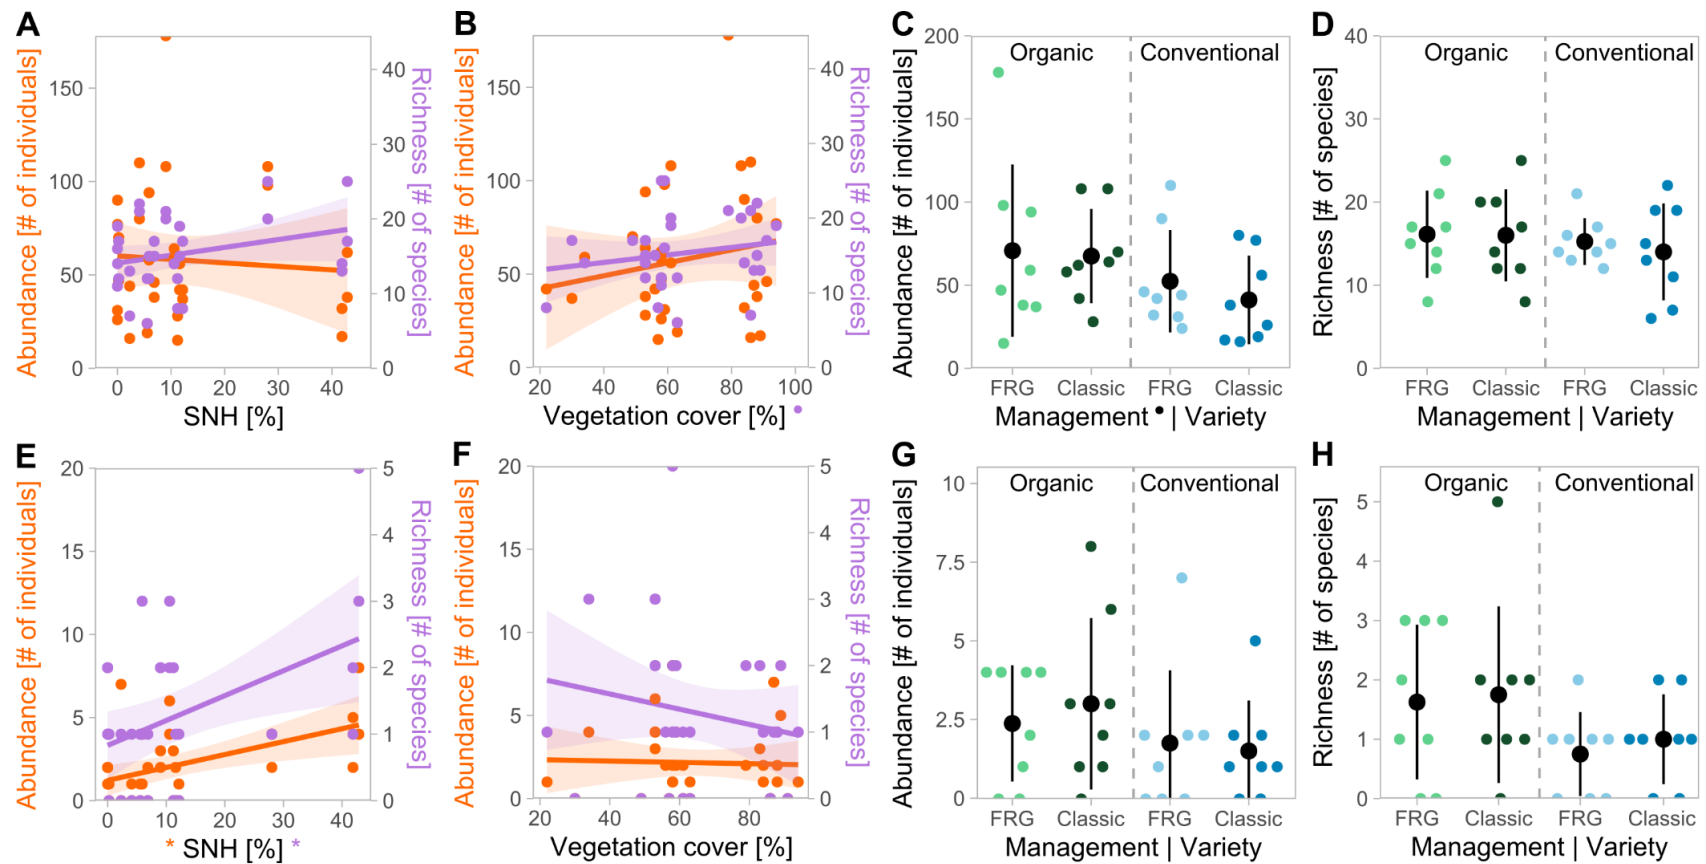 A
Abundance [# of individuals]
150
100
50
0
40
30
20
10
0
Richness [# of species]
0 10 20 30 40
SNH [%]
B
Abundance [# of individuals]
150
100
50
0
40
30
20
10
0
Richness [# of species]
20 40 60 80 100
Vegetation cover [%] •
C
Abundance [# of individuals]
200
150
100
50
0
Organic Conventional
FRG Classic FRG Classic
Management • | Variety
D
Richness [# of species]
40
30
20
10
0
Organic Conventional
FRG Classic FRG Classic
Management | Variety
E
Abundance [# of individuals]
20
15
10
5
0
5
4
3
2
1
0
Richness [# of species]
0 10 20 30 40
* SNH [%] *
F
Abundance [# of individuals]
20
15
10
5
0
5
4
3
2
1
0
Richness [# of species]
20 40 60 80
Vegetation cover [%]
G
Abundance [# of individuals]
10
7.5
5
2.5
0
Organic Conventional
FRG Classic FRG Classic
Management | Variety
H
Richness [# of species]
5
4
3
2
1
0
Organic Conventional
FRG Classic FRG Classic
Management | Variety